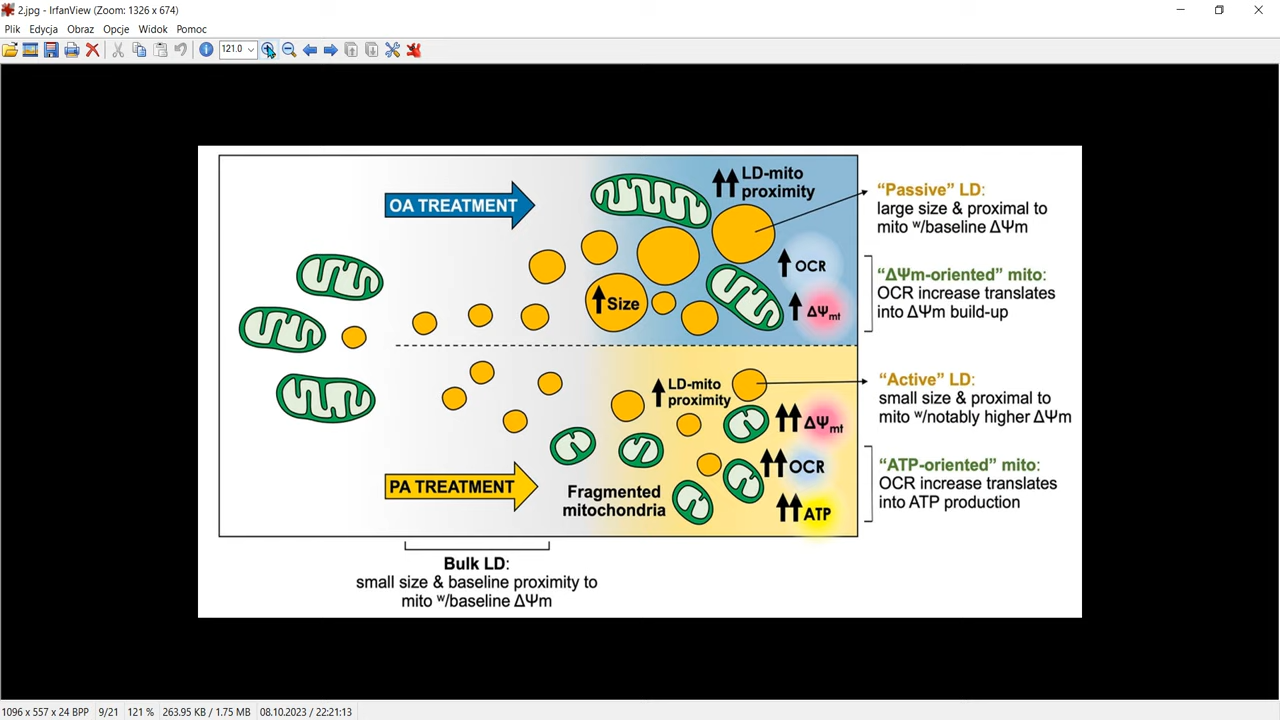 2.jpg - IrfanView (Zoom: 1326 x 674)
Plik Edycja Obraz Opcje Widok Pomoc
121.0
OA TREATMENT
LD-mito
proximity
OCR
Size
ΔΨmt
"Passive" LD:
large size & proximal to
mito w/baseline ΔΨm
"ΔΨm-oriented" mito:
OCR increase translates
into ΔΨm build-up
LD-mito
proximity
ΔΨmt
OCR
PA TREATMENT
Fragmented
mitochondria
ATP
"Active" LD:
small size & proximal to
mito w/notably higher ΔΨm
"ATP-oriented" mito:
OCR increase translates
into ATP production
Bulk LD:
small size & baseline proximity to
mito w/baseline ΔΨm
1096 x 557 x 24 BPP 9/21 121 % 263.95 KB / 1.75 MB 08.10.2023 / 22:21:13